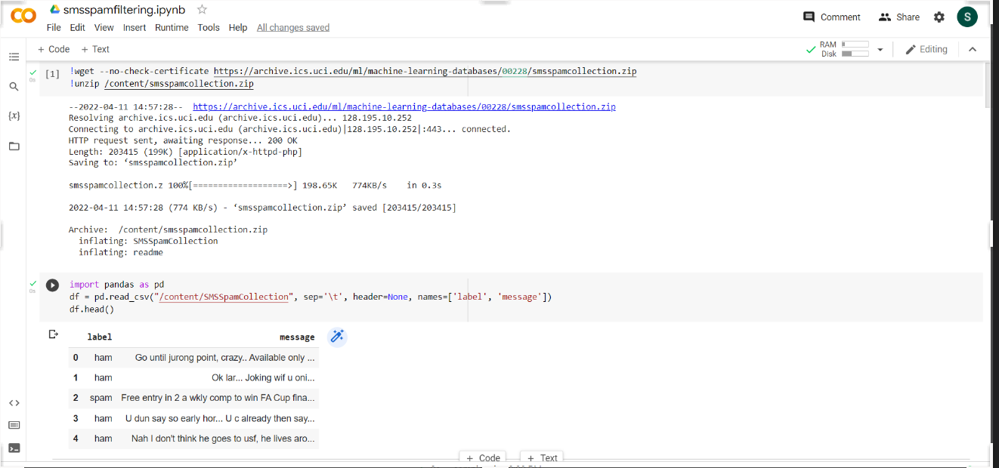 smsspamfiltering.ipynb
Comment Share S
File Edit View Insert Runtime Tools Help All changes saved
+ Code + Text
RAM
Disk
Editing
0s
[1] !wget --no-check-certificate https://archive.ics.uci.edu/ml/machine-learning-databases/00228/smsspamcollection.zip
!unzip /content/smsspamcollection.zip
--2022-04-11 14:57:28-- https://archive.ics.uci.edu/ml/machine-learning-databases/00228/smsspamcollection.zip
Resolving archive.ics.uci.edu (archive.ics.uci.edu)... 128.195.10.252
Connecting to archive.ics.uci.edu (archive.ics.uci.edu)|128.195.10.252|:443... connected.
HTTP request sent, awaiting response... 200 OK
Length: 203415 (199K) [application/x-httpd-php]
Saving to: ‘smsspamcollection.zip’
smsspamcollection.z 100%[===================>] 198.65K 774KB/s in 0.3s
2022-04-11 14:57:28 (774 KB/s) - ‘smsspamcollection.zip’ saved [203415/203415]
Archive: /content/smsspamcollection.zip
inflating: SMSSpamCollection
inflating: readme
0s
import pandas as pd
df = pd.read_csv("/content/SMSSpamCollection", sep='\t', header=None, names=['label', 'message'])
df.head()
label message
0 ham Go until jurong point, crazy.. Available only ...
1 ham Ok lar... Joking wif u oni...
2 spam Free entry in 2 a wkly comp to win FA Cup fina...
3 ham U dun say so early hor... U c already then say...
4 ham Nah I don't think he goes to usf, he lives aro...
+ Code + Text